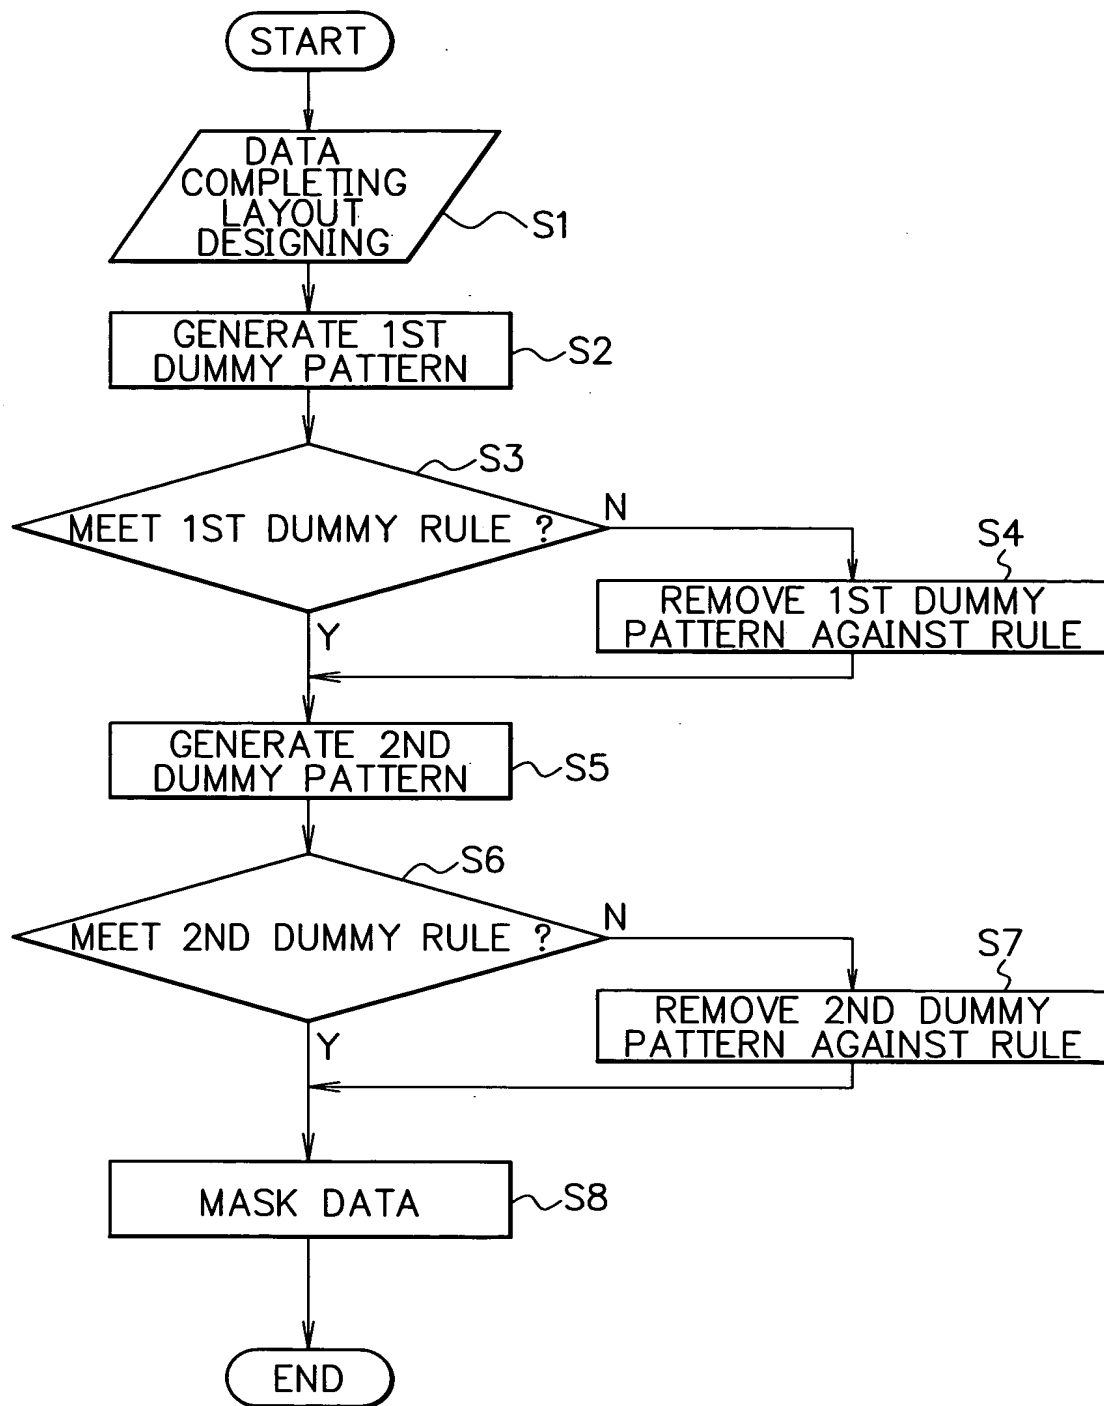 START
DATA
COMPLETING
LAYOUT
DESIGNING
S1
GENERATE 1ST
DUMMY PATTERN
S2
S3
MEET 1ST DUMMY RULE ?
N
Y
S4
REMOVE 1ST DUMMY
PATTERN AGAINST RULE
GENERATE 2ND
DUMMY PATTERN
S5
S6
MEET 2ND DUMMY RULE ?
N
Y
S7
REMOVE 2ND DUMMY
PATTERN AGAINST RULE
MASK DATA
S8
END